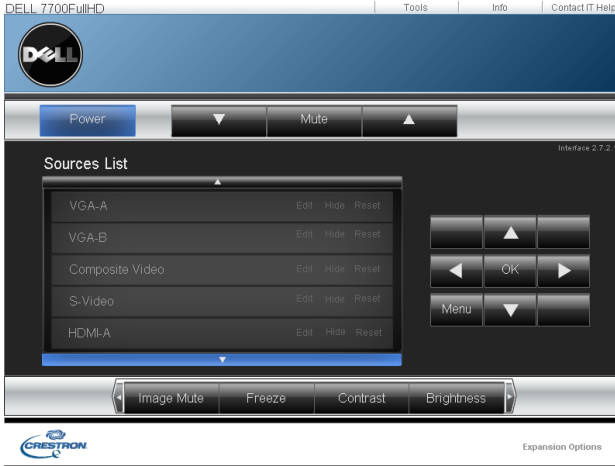 DELL 7700FullHD Tools Info Contact IT Help
DELL
Power Mute
Interface 2.7.2.
Sources List
VGA-A Edit Hide Reset
VGA-B Edit Hide Reset
Composite Video Edit Hide Reset
S-Video Edit Hide Reset
HDMI-A Edit Hide Reset
OK
Menu
Image Mute Freeze Contrast Brightness
CRESTRON Expansion Options